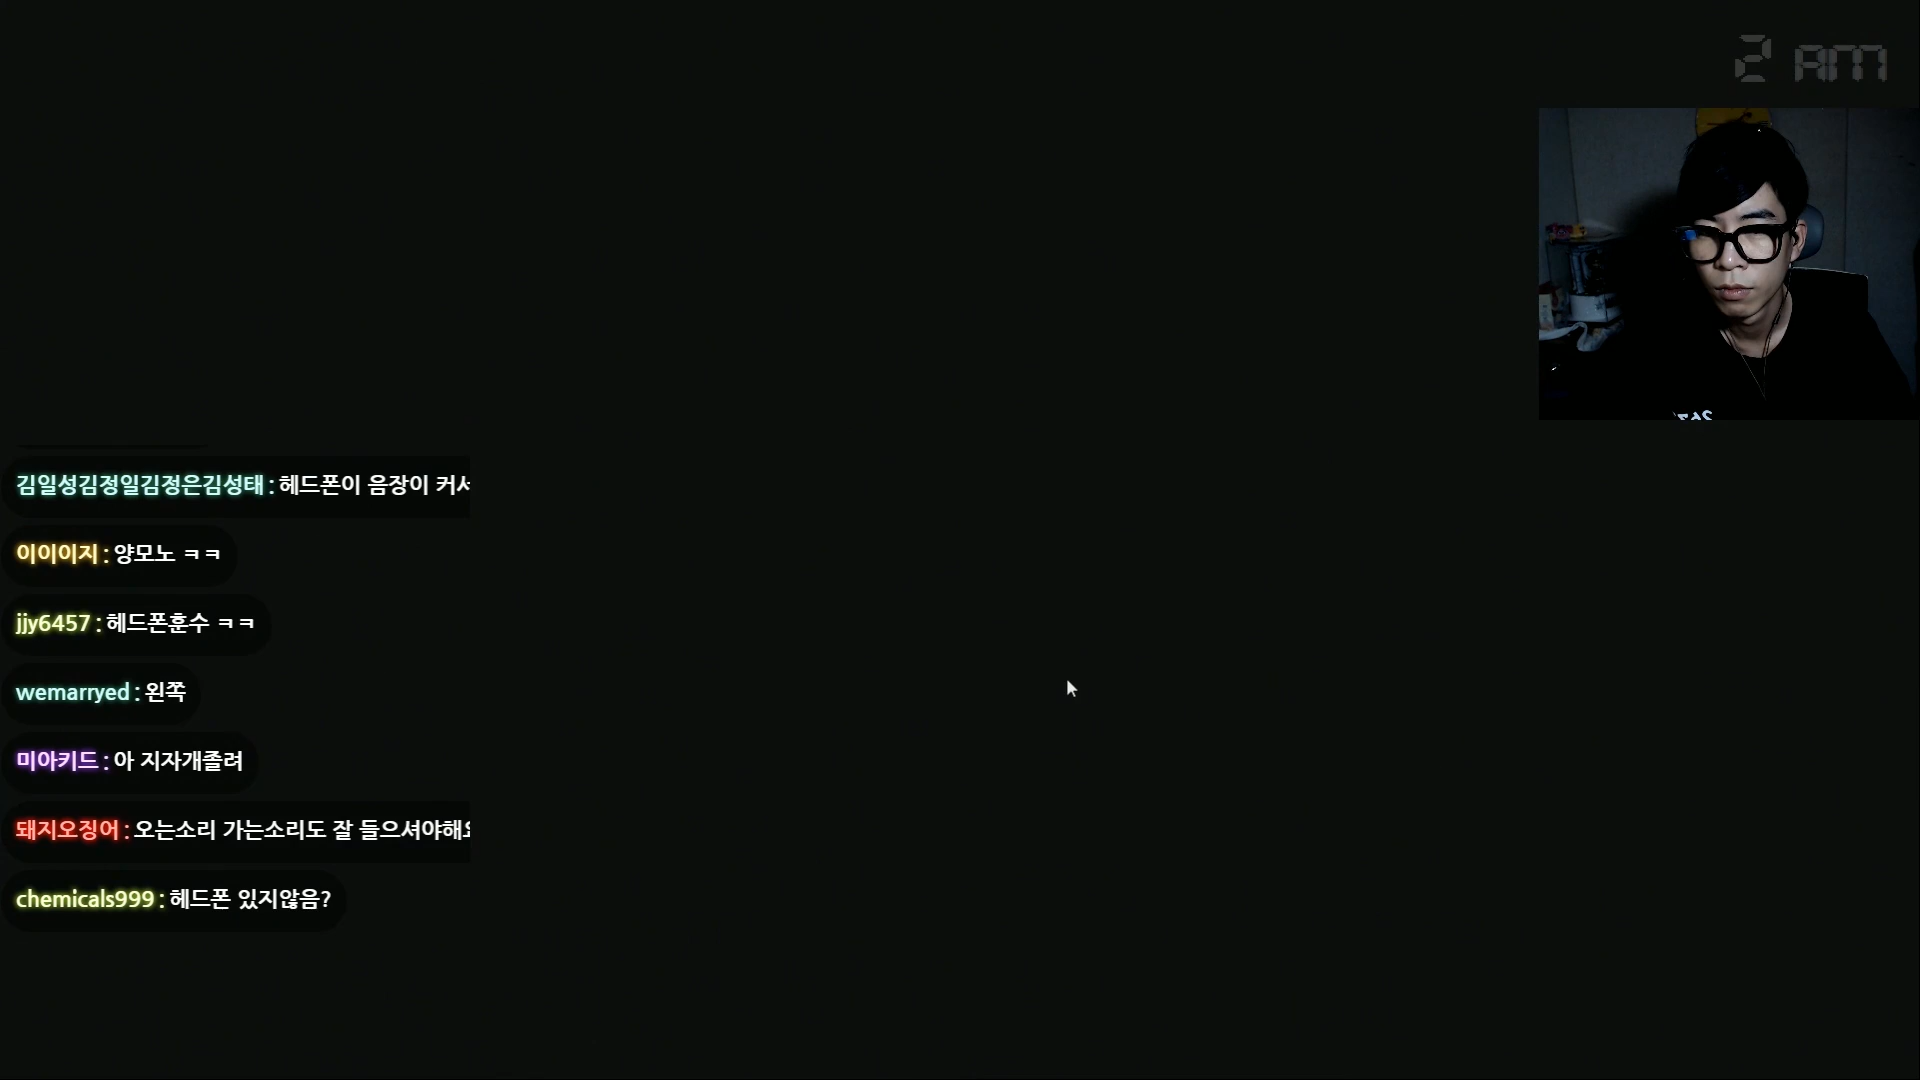 2 AM
김일성김정일김정은김성태 : 헤드폰이 음장이 커서
이이이지 : 양모노 ㅋㅋ
jjy6457 : 헤드폰훈수 ㅋㅋ
wemarryed : 왼쪽
미아키드 : 아 지자개졸려
돼지오징어 : 오는소리 가는소리도 잘 들으셔야해요
chemicals999 : 헤드폰 있지않음?